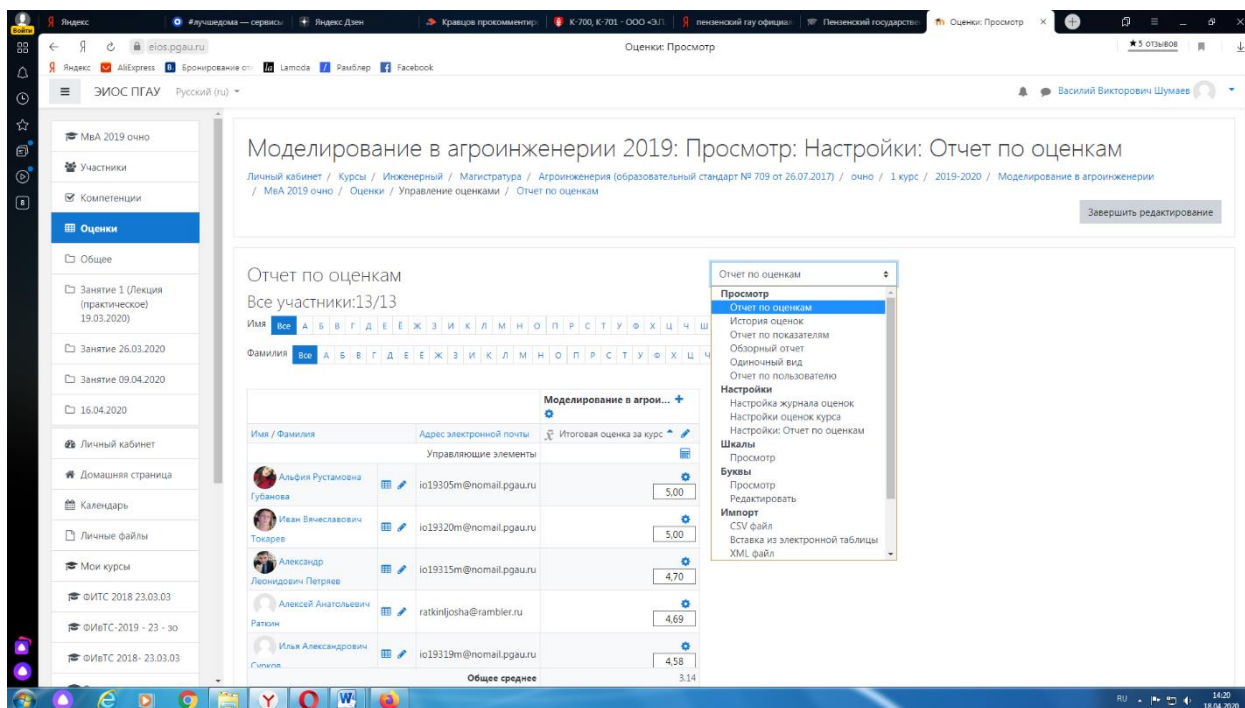 Яндекс
#лучшедома — сервисы
Яндекс Дзен
Кравцов прокомментир
К-700, К-701 - ООО «ЭЛ
пензенский гау официал
Пензенский государстве
Оценки: Просмотр
Войти
eios.pgau.ru
Оценки: Просмотр
★5 отзывов
Яндекс
AliExpress
Бронирование от
Lamoda
Рамблер
Facebook
ЭИОС ПГАУ
Русский (ru)
Василий Викторович Шумаев
МвА 2019 очно
Участники
Компетенции
Оценки
Общее
Занятие 1 (Лекция
(практическое)
19.03.2020)
Занятие 26.03.2020
Занятие 09.04.2020
16.04.2020
Личный кабинет
Домашняя страница
Календарь
Личные файлы
Мои курсы
ФИТС 2018 23.03.03
ФИвТС-2019 - 23 - зо
ФИвТС 2018- 23.03.03
Моделирование в агроинженерии 2019: Просмотр: Настройки: Отчет по оценкам
Личный кабинет / Курсы / Инженерный / Магистратура / Агроинженерия (образовательный стандарт № 709 от 26.07.2017) / очно / 1 курс / 2019-2020 / Моделирование в агроинженерии
/ МвА 2019 очно / Оценки / Управление оценками / Отчет по оценкам
Завершить редактирование
Отчет по оценкам
Все участники:13/13
Имя Все А Б В Г Д Е Ё Ж З И К Л М Н О П Р С Т У Ф Х Ц Ч Ш
Фамилия Все А Б В Г Д Е Ё Ж З И К Л М Н О П Р С Т У Ф Х Ц Ч
Отчет по оценкам
Просмотр
Отчет по оценкам
История оценок
Отчет по показателям
Обзорный отчет
Одиночный вид
Отчет по пользователю
Настройки
Настройка журнала оценок
Настройки оценок курса
Настройки: Отчет по оценкам
Шкалы
Просмотр
Буквы
Просмотр
Редактировать
Импорт
CSV файл
Вставка из электронной таблицы
XML файл
Моделирование в агрои...
Имя / Фамилия
Адрес электронной почты
Итоговая оценка за курс
Управляющие элементы
Альфия Рустамовна
Губанова
io19305m@nomail.pgau.ru
5,00
Иван Вячеславович
Токарев
io19320m@nomail.pgau.ru
5,00
Александр
Леонидович Петряев
io19315m@nomail.pgau.ru
4,70
Алексей Анатольевич
Раткин
ratkinljosha@rambler.ru
4,69
Илья Александрович
Сурков
io19319m@nomail.pgau.ru
4,58
Общее среднее
3.14
RU
14:20
18.04.2020